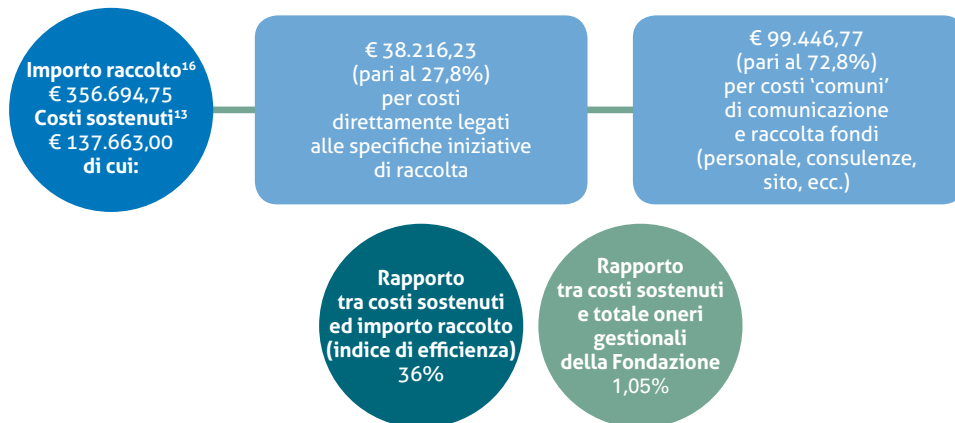 Importo raccolto¹⁶
€ 356.694,75
Costi sostenuti¹³
€ 137.663,00
di cui:
€ 38.216,23
(pari al 27,8%)
per costi
direttamente legati
alle specifiche iniziative
di raccolta
€ 99.446,77
(pari al 72,8%)
per costi ‘comuni’
di comunicazione
e raccolta fondi
(personale, consulenze,
sito, ecc.)
Rapporto
tra costi sostenuti
ed importo raccolto
(indice di efficienza)
36%
Rapporto
tra costi sostenuti
e totale oneri
gestionali
della Fondazione
1,05%